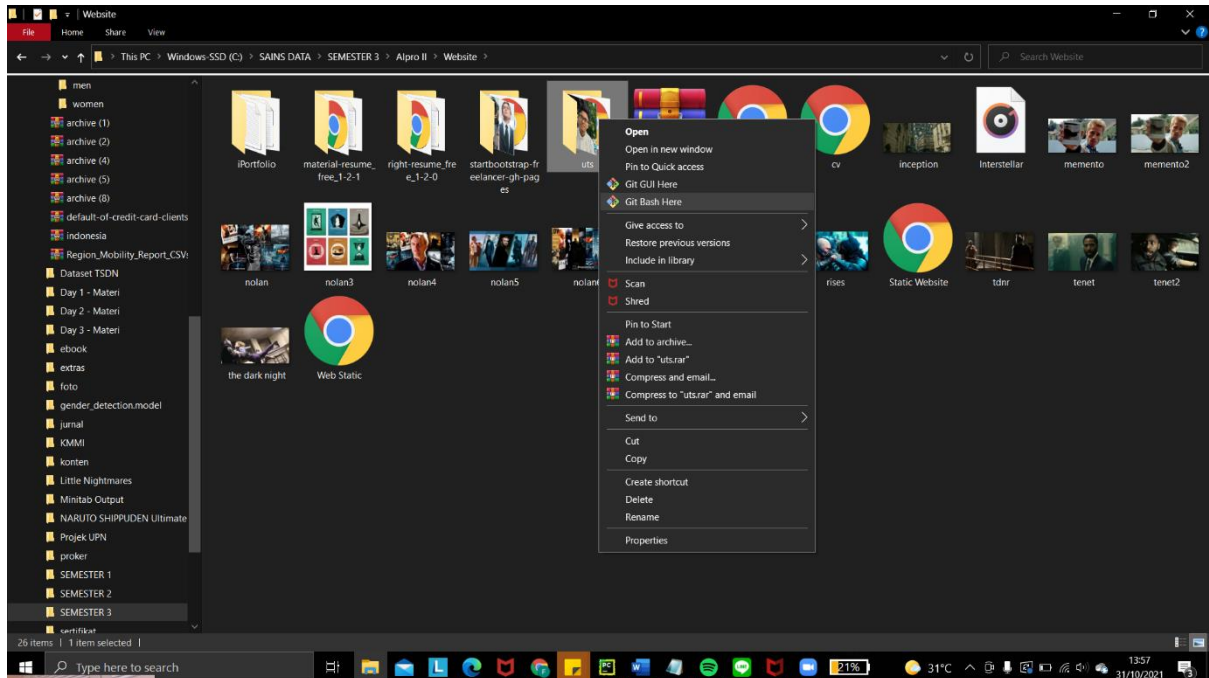 Website
File Home Share View
This PC > Windows-SSD (C:) > SAINS DATA > SEMESTER 3 > Alpro II > Website >
Search Website
men
women
archive (1)
archive (2)
archive (4)
archive (5)
archive (8)
default-of-credit-card-clients
indonesia
Region_Mobility_Report_CSVs
Dataset TSDN
Day 1 - Materi
Day 2 - Materi
Day 3 - Materi
ebook
extras
foto
gender_detection.model
jurnal
KMMI
konten
Little Nightmares
Minitab Output
NARUTO SHIPPUDEN Ultimate
Projek UPN
proker
SEMESTER 1
SEMESTER 2
SEMESTER 3
sertifikat
iPortfolio
material-resume_
free_1-2-1
right-resume_fre
e_1-2-0
startbootstrap-fr
eelancer-gh-pag
es
uts
cv
inception
Interstellar
memento
memento2
nolan
nolan3
nolan4
nolan5
rises
Static Website
tdnr
tenet
tenet2
the dark night
Web Static
Open
Open in new window
Pin to Quick access
Git GUI Here
Git Bash Here
Give access to
Restore previous versions
Include in library
Scan
Shred
Pin to Start
Add to archive...
Add to "uts.rar"
Compress and email...
Compress to "uts.rar" and email
Send to
Cut
Copy
Create shortcut
Delete
Rename
Properties
26 items 1 item selected
Type here to search
21%
31°C
13:57
31/10/2021